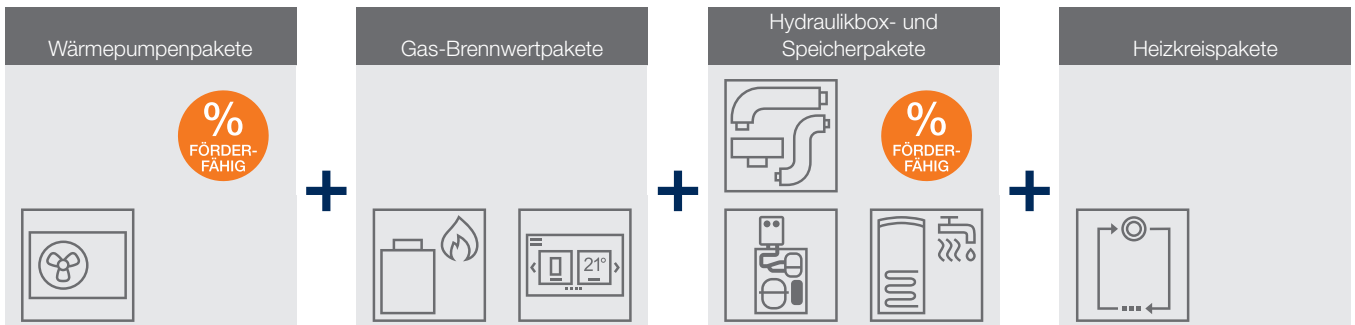 Wärmepumpenpakete
%
FÖRDER-
FÄHIG
+
Gas-Brennwertpakete
21°
+
Hydraulikbox- und
Speicherpakete
%
FÖRDER-
FÄHIG
+
Heizkreispakete